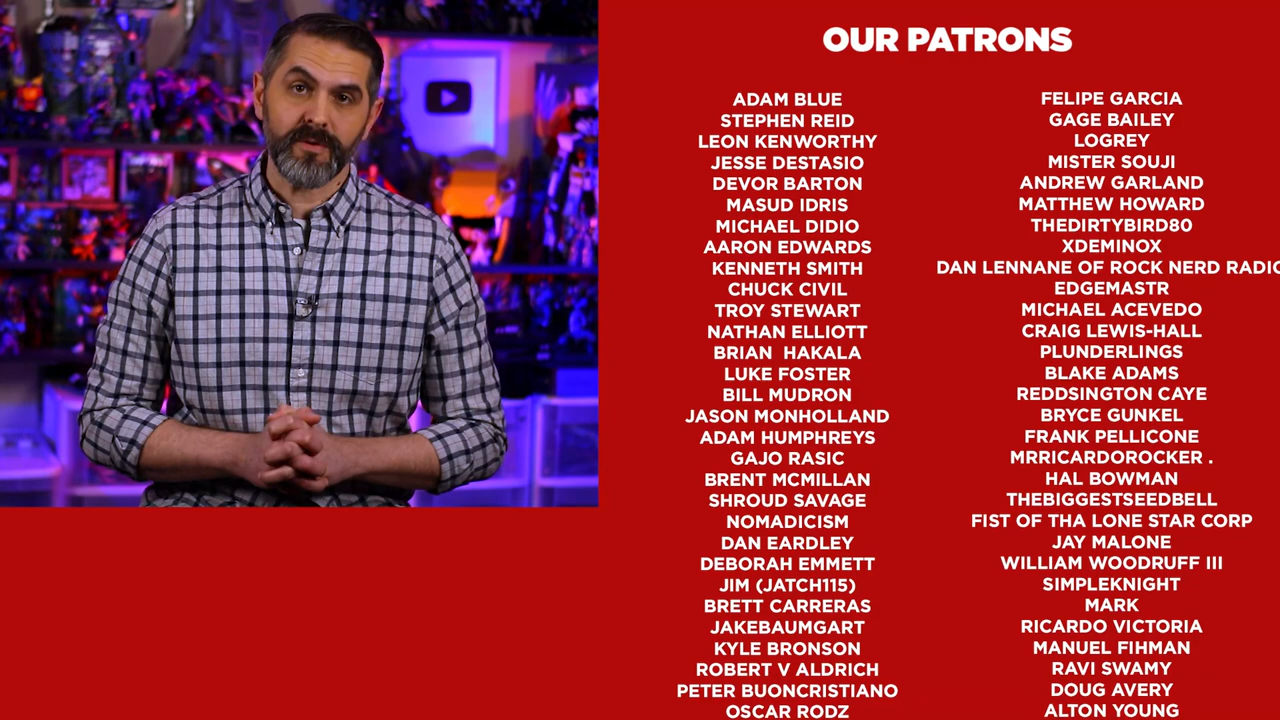 OUR PATRONS
ADAM BLUE
STEPHEN REID
LEON KENWORTHY
JESSE DESTASIO
DEVOR BARTON
MASUD IDRIS
MICHAEL DIDIO
AARON EDWARDS
KENNETH SMITH
CHUCK CIVIL
TROY STEWART
NATHAN ELLIOTT
BRIAN  HAKALA
LUKE FOSTER
BILL MUDRON
JASON MONHOLLAND
ADAM HUMPHREYS
GAJO RASIC
BRENT MCMILLAN
SHROUD SAVAGE
NOMADICISM
DAN EARDLEY
DEBORAH EMMETT
JIM (JATCH115)
BRETT CARRERAS
JAKEBAUMGART
KYLE BRONSON
ROBERT V ALDRICH
PETER BUONCRISTIANO
OSCAR RODZ
FELIPE GARCIA
GAGE BAILEY
LOGREY
MISTER SOUJI
ANDREW GARLAND
MATTHEW HOWARD
THEDIRTYBIRD80
XDEMINOX
DAN LENNANE OF ROCK NERD RADIO
EDGEMASTR
MICHAEL ACEVEDO
CRAIG LEWIS-HALL
PLUNDERLINGS
BLAKE ADAMS
REDDSINGTON CAYE
BRYCE GUNKEL
FRANK PELLICONE
MRRICARDOROCKER .
HAL BOWMAN
THEBIGGESTSEEDBELL
FIST OF THA LONE STAR CORP
JAY MALONE
WILLIAM WOODRUFF III
SIMPLEKNIGHT
MARK
RICARDO VICTORIA
MANUEL FIHMAN
RAVI SWAMY
DOUG AVERY
ALTON YOUNG